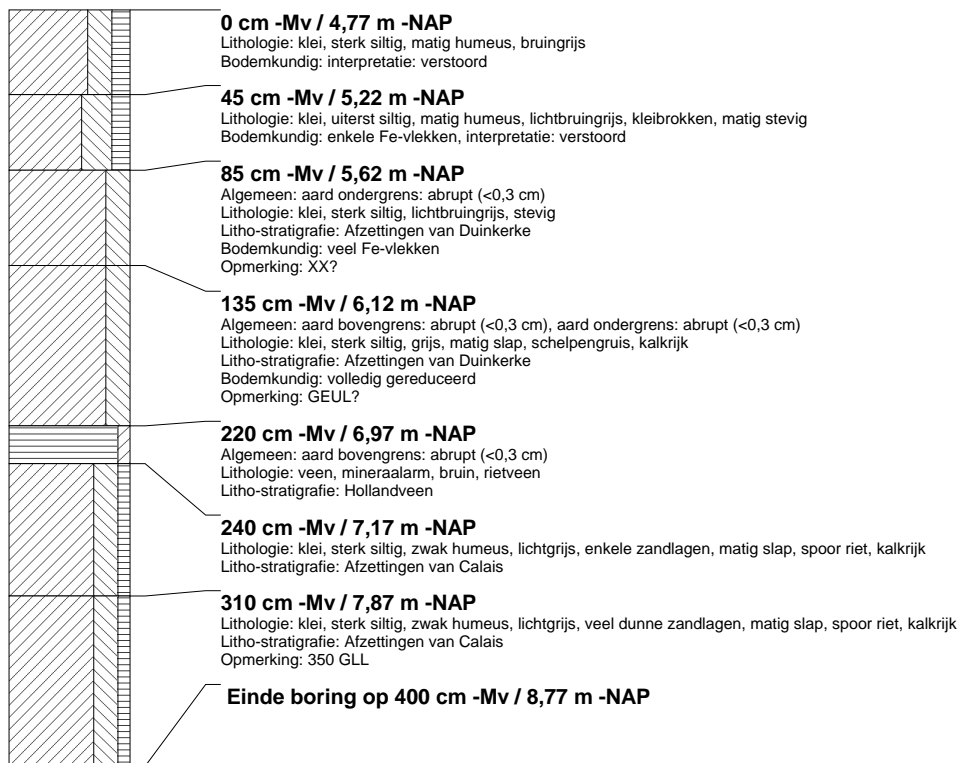 0 cm -Mv / 4,77 m -NAP
Lithologie: klei, sterk siltig, matig humeus, bruingrijs
Bodemkundig: interpretatie: verstoord
45 cm -Mv / 5,22 m -NAP
Lithologie: klei, uiterst siltig, matig humeus, lichtbruingrijs, kleibrokken, matig stevig
Bodemkundig: enkele Fe-vlekken, interpretatie: verstoord
85 cm -Mv / 5,62 m -NAP
Algemeen: aard ondergrens: abrupt (<0,3 cm)
Lithologie: klei, sterk siltig, lichtbruingrijs, stevig
Litho-stratigrafie: Afzettingen van Duinkerke
Bodemkundig: veel Fe-vlekken
Opmerking: XX?
135 cm -Mv / 6,12 m -NAP
Algemeen: aard bovengrens: abrupt (<0,3 cm), aard ondergrens: abrupt (<0,3 cm)
Lithologie: klei, sterk siltig, grijs, matig slap, schelpengruis, kalkrijk
Litho-stratigrafie: Afzettingen van Duinkerke
Bodemkundig: volledig gereduceerd
Opmerking: GEUL?
220 cm -Mv / 6,97 m -NAP
Algemeen: aard bovengrens: abrupt (<0,3 cm)
Lithologie: veen, mineraalarm, bruin, rietveen
Litho-stratigrafie: Hollandveen
240 cm -Mv / 7,17 m -NAP
Lithologie: klei, sterk siltig, zwak humeus, lichtgrijs, enkele zandlagen, matig slap, spoor riet, kalkrijk
Litho-stratigrafie: Afzettingen van Calais
310 cm -Mv / 7,87 m -NAP
Lithologie: klei, sterk siltig, zwak humeus, lichtgrijs, veel dunne zandlagen, matig slap, spoor riet, kalkrijk
Litho-stratigrafie: Afzettingen van Calais
Opmerking: 350 GLL
Einde boring op 400 cm -Mv / 8,77 m -NAP